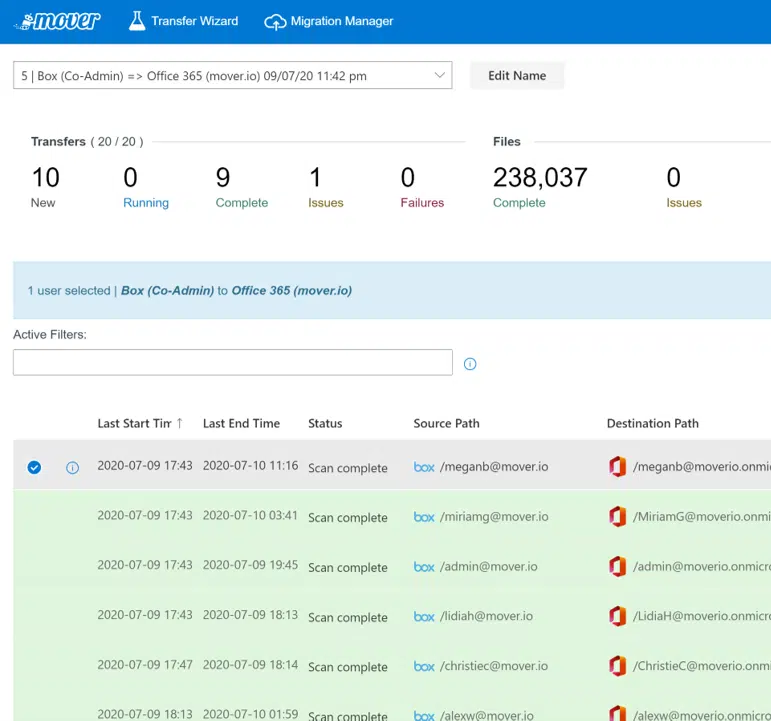 mover Transfer Wizard Migration Manager
5 | Box (Co-Admin) => Office 365 (mover.io) 09/07/20 11:42 pm Edit Name
Transfers ( 20 / 20 ) Files
10 0 9 1 0 238,037 0
New Running Complete Issues Failures Complete Issues
1 user selected | Box (Co-Admin) to Office 365 (mover.io)
Active Filters:
Last Start Tim ↑ Last End Time Status Source Path Destination Path
2020-07-09 17:43 2020-07-10 11:16 Scan complete box /meganb@mover.io /meganb@moverio.onmic
2020-07-09 17:43 2020-07-10 03:41 Scan complete box /miriamg@mover.io /MiriamG@moverio.onmi
2020-07-09 17:43 2020-07-09 19:45 Scan complete box /admin@mover.io /admin@moverio.onmicro
2020-07-09 17:43 2020-07-09 18:13 Scan complete box /lidiah@mover.io /LidiaH@moverio.onmicro
2020-07-09 17:47 2020-07-09 18:14 Scan complete box /christiec@mover.io /ChristieC@moverio.onm
2020-07-09 18:13 2020-07-10 01:59 Scan complete box /alexw@mover.io /alexw@moverio.onmicro